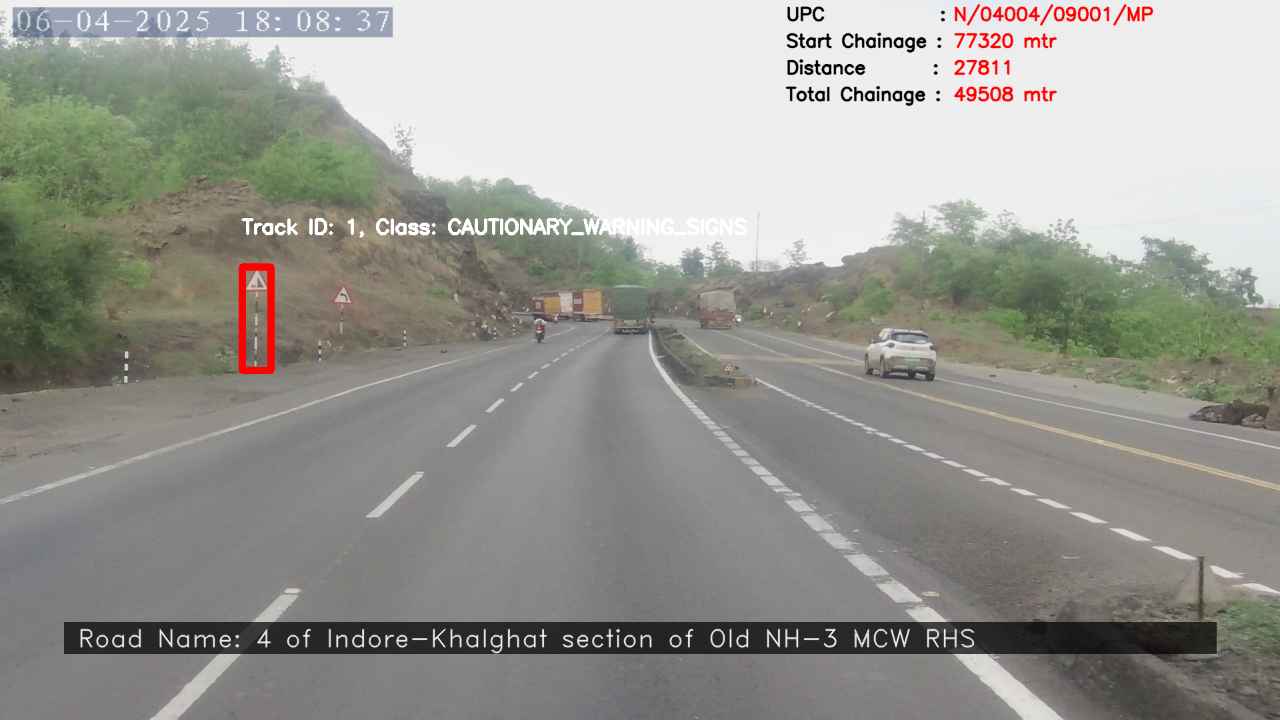 06-04-2025 18:08:37
UPC : N/04004/09001/MP
Start Chainage : 77320 mtr
Distance : 27811
Total Chainage : 49508 mtr
Track ID: 1, Class: CAUTIONARY_WARNING_SIGNS
Road Name: 4 of Indore-Khalghat section of Old NH-3 MCW RHS